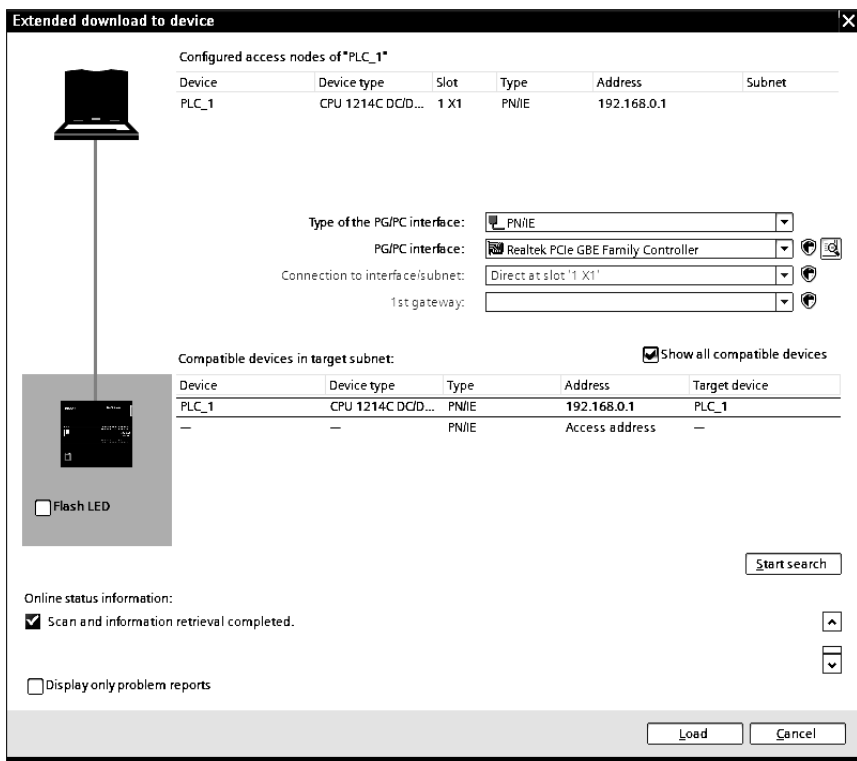 Extended download to device
Configured access nodes of "PLC_1"
Device Device type Slot Type Address Subnet
PLC_1 CPU 1214C DC/D... 1 X1 PN/IE 192.168.0.1
Type of the PG/PC interface: PN/IE
PG/PC interface: Realtek PCIe GBE Family Controller
Connection to interface/subnet: Direct at slot '1 X1'
1st gateway:
Compatible devices in target subnet: Show all compatible devices
Device Device type Type Address Target device
PLC_1 CPU 1214C DC/D... PN/IE 192.168.0.1 PLC_1
— — PN/IE Access address —
Flash LED
Start search
Online status information:
Scan and information retrieval completed.
Display only problem reports
Load Cancel